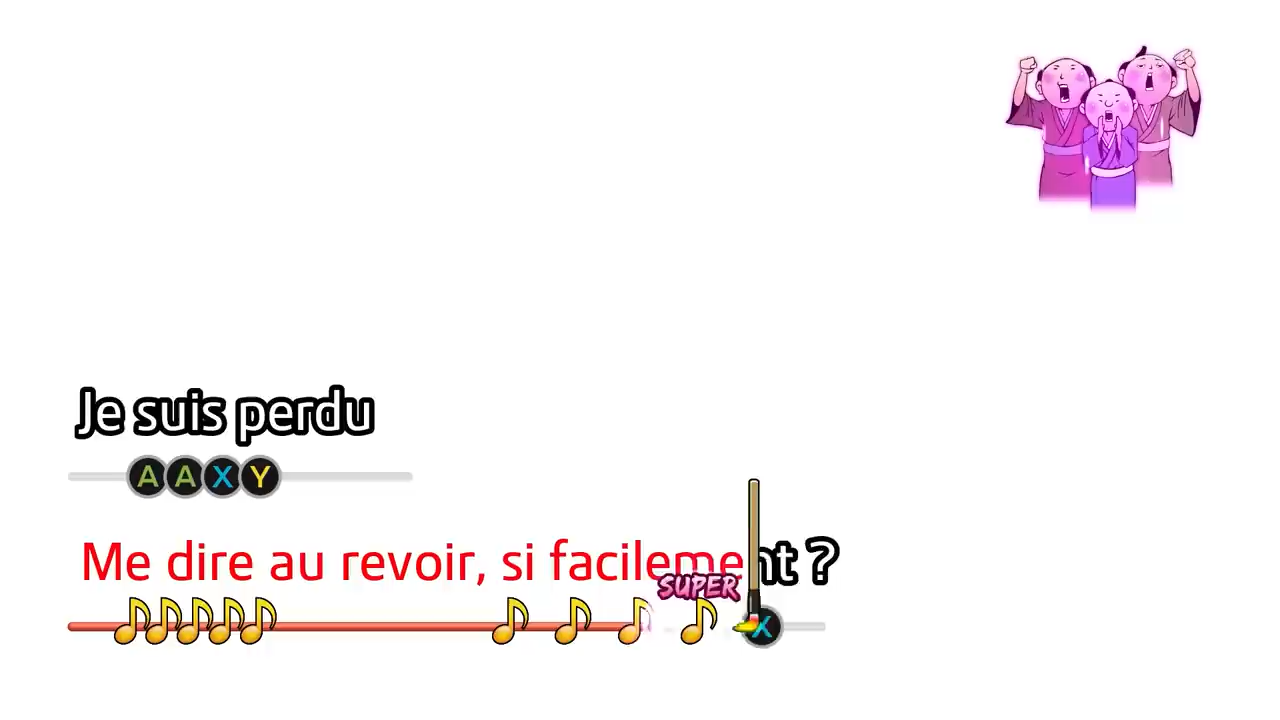 Je suis perdu
A A X Y
Me dire au revoir, si facilement ?
SUPER
X